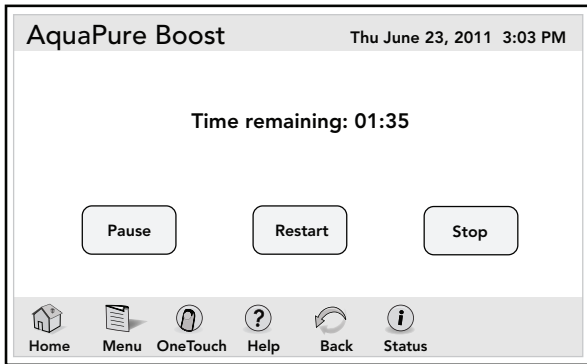 AquaPure Boost Thu June 23, 2011 3:03 PM
Time remaining: 01:35
Pause Restart Stop
? i
Home Menu OneTouch Help Back Status